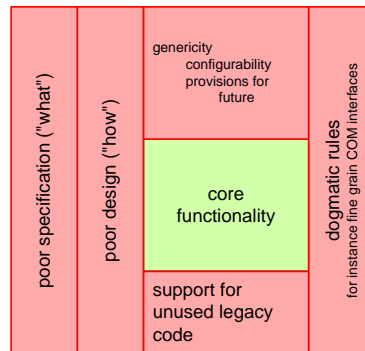 poor specification ("what")
poor design ("how")
genericity
configurability
provisions for
future
core
functionality
support for
unused legacy
code
dogmatic rules
for instance fine grain COM interfaces